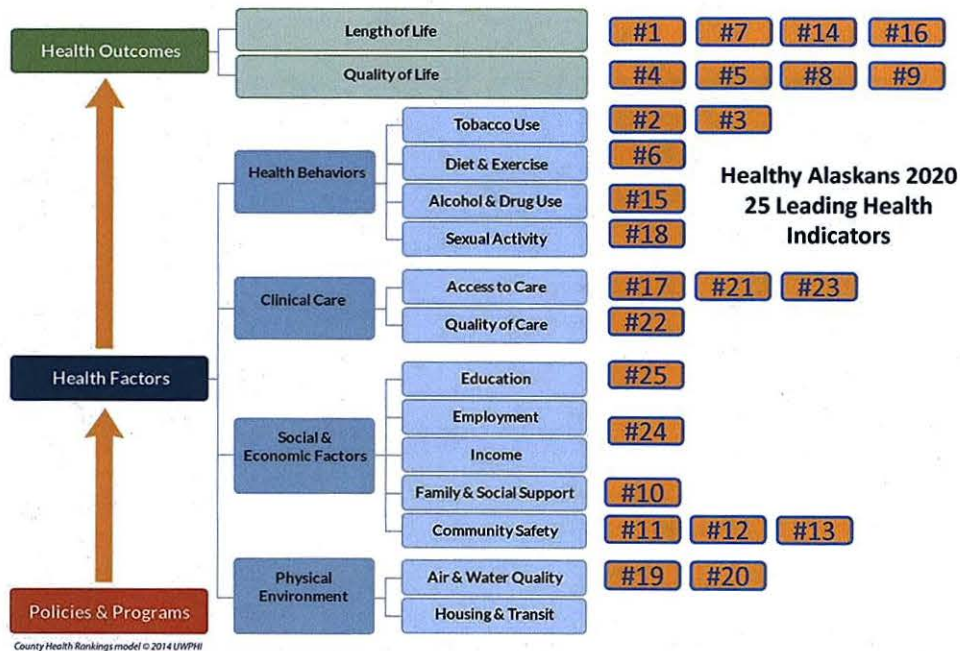 Health Outcomes
Length of Life
#1 #7 #14 #16
Quality of Life
#4 #5 #8 #9
Health Factors
Health Behaviors
Tobacco Use
#2 #3
Diet & Exercise
#6
Alcohol & Drug Use
#15
Sexual Activity
#18
Healthy Alaskans 2020
25 Leading Health
Indicators
Clinical Care
Access to Care
#17 #21 #23
Quality of Care
#22
Social &
Economic Factors
Education
#25
Employment
#24
Income
Family & Social Support
#10
Community Safety
#11 #12 #13
Physical
Environment
Air & Water Quality
#19 #20
Housing & Transit
Policies & Programs
County Health Rankings model © 2014 UWPHI